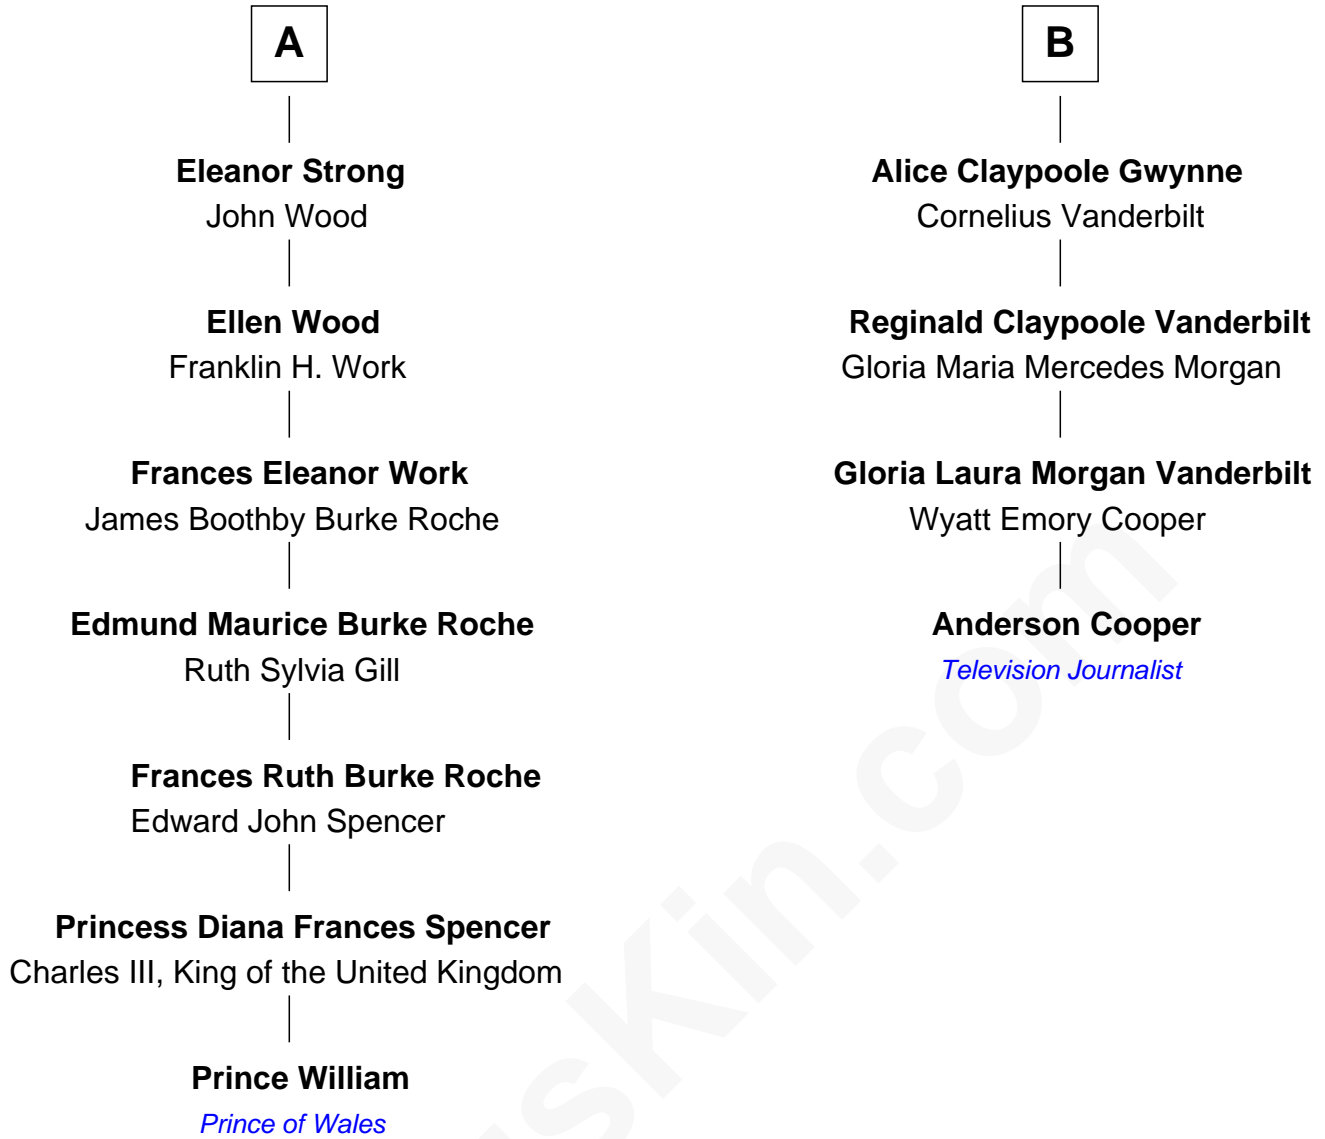 A
Eleanor Strong
John Wood
Ellen Wood
Franklin H. Work
Frances Eleanor Work
James Boothby Burke Roche
Edmund Maurice Burke Roche
Ruth Sylvia Gill
Frances Ruth Burke Roche
Edward John Spencer
Princess Diana Frances Spencer
Charles III, King of the United Kingdom
Prince William
Prince of Wales
B
Alice Claypoole Gwynne
Cornelius Vanderbilt
Reginald Claypoole Vanderbilt
Gloria Maria Mercedes Morgan
Gloria Laura Morgan Vanderbilt
Wyatt Emory Cooper
Anderson Cooper
Television Journalist